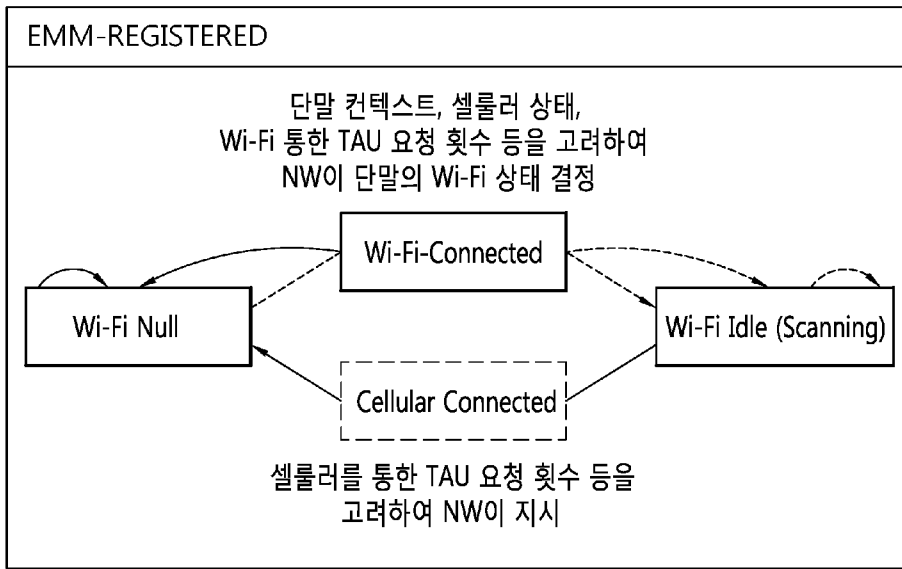 EMM-REGISTERED
단말 컨텍스트, 셀룰러 상태,
Wi-Fi 통한 TAU 요청 횟수 등을 고려하여
NW이 단말의 Wi-Fi 상태 결정
Wi-Fi-Connected
Wi-Fi Null
Wi-Fi Idle (Scanning)
Cellular Connected
셀룰러를 통한 TAU 요청 횟수 등을
고려하여 NW이 지시